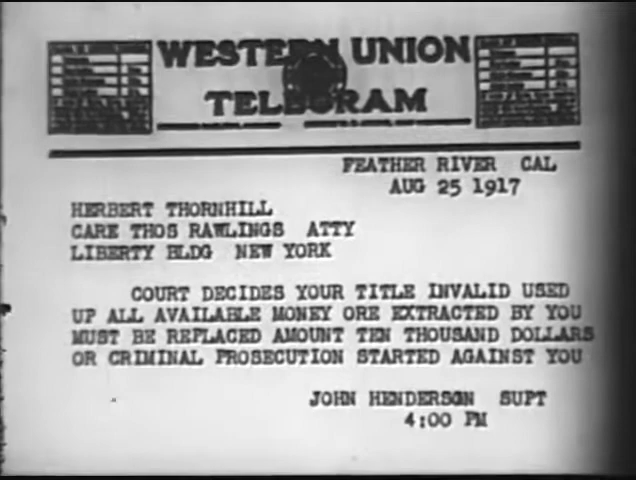 WESTERN UNION
TELEGRAM
FEATHER RIVER CAL
AUG 25 1917
HERBERT THORNHILL
CARE THOS RAWLINGS ATTY
LIBERTY BLDG NEW YORK
COURT DECIDES YOUR TITLE INVALID USED
UP ALL AVAILABLE MONEY ORE EXTRACTED BY YOU
MUST BE REPLACED AMOUNT TEN THOUSAND DOLLARS
OR CRIMINAL PROSECUTION STARTED AGAINST YOU
JOHN HENDERSON SUPT
4:00 PM